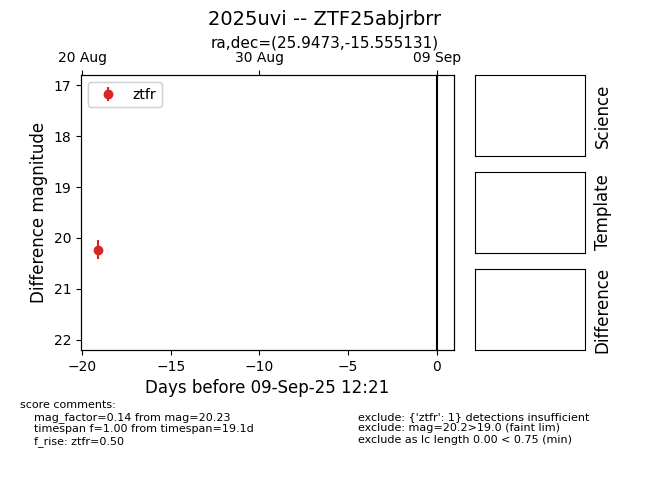 2025uvi -- ZTF25abjrbrr
ra,dec=(25.9473,-15.555131)
20 Aug
30 Aug
09 Sep
ztfr
17
18
19
20
21
22
Difference magnitude
−20
−15
−10
−5
0
Days before 09-Sep-25 12:21
Science
Template
Difference
score comments:
mag_factor=0.14 from mag=20.23
timespan f=1.00 from timespan=19.1d
f_rise: ztfr=0.50
exclude: {'ztfr': 1} detections insufficient
exclude: mag=20.2>19.0 (faint lim)
exclude as lc length 0.00 < 0.75 (min)